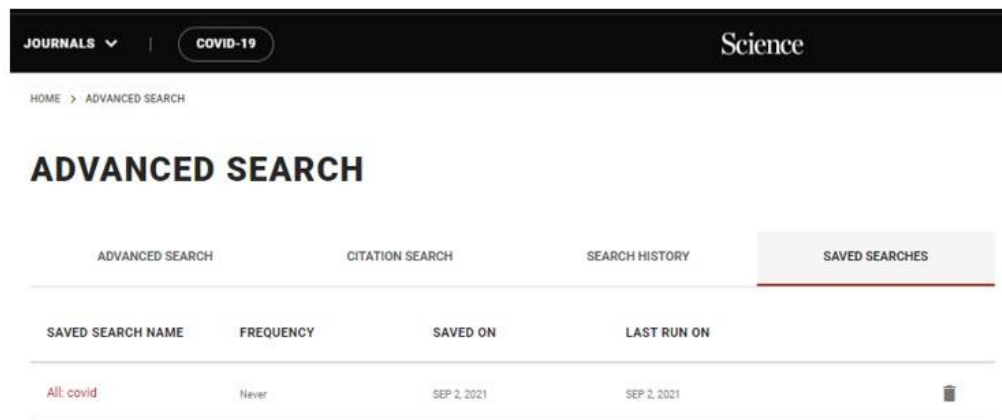 JOURNALS | COVID-19 Science
HOME > ADVANCED SEARCH
ADVANCED SEARCH
ADVANCED SEARCH CITATION SEARCH SEARCH HISTORY SAVED SEARCHES
SAVED SEARCH NAME FREQUENCY SAVED ON LAST RUN ON
All: covid Never SEP 2, 2021 SEP 2, 2021